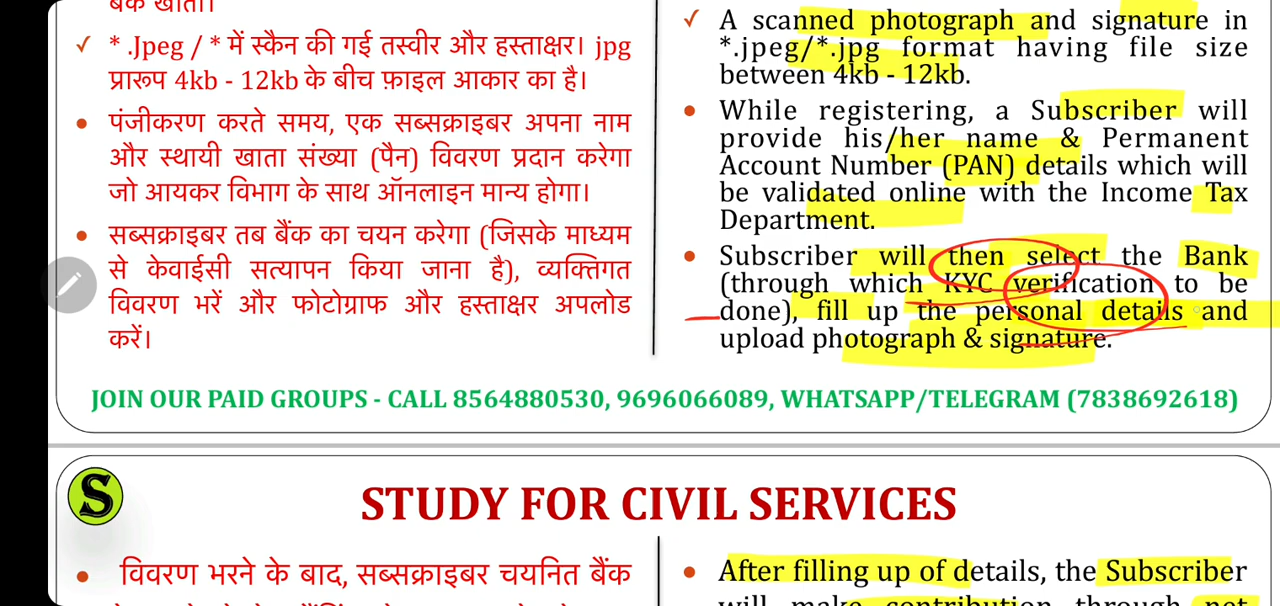 बैंक खाता।
✓ * .Jpeg / * में स्कैन की गई तस्वीर और हस्ताक्षर। jpg
प्रारूप 4kb - 12kb के बीच फ़ाइल आकार का है।
• पंजीकरण करते समय, एक सब्सक्राइबर अपना नाम
और स्थायी खाता संख्या (पैन) विवरण प्रदान करेगा
जो आयकर विभाग के साथ ऑनलाइन मान्य होगा।
• सब्सक्राइबर तब बैंक का चयन करेगा (जिसके माध्यम
से केवाईसी सत्यापन किया जाना है), व्यक्तिगत
विवरण भरें और फोटोग्राफ और हस्ताक्षर अपलोड
करें।
✓ A scanned photograph and signature in
*.jpeg/*.jpg format having file size
between 4kb - 12kb.
• While registering, a Subscriber will
provide his/her name & Permanent
Account Number (PAN) details which will
be validated online with the Income Tax
Department.
• Subscriber will then select the Bank
(through which KYC verification to be
done), fill up the personal details and
upload photograph & signature.
JOIN OUR PAID GROUPS - CALL 8564880530, 9696066089, WHATSAPP/TELEGRAM (7838692618)
S
STUDY FOR CIVIL SERVICES
• विवरण भरने के बाद, सब्सक्राइबर चयनित बैंक
• After filling up of details, the Subscriber
will make contribution through net